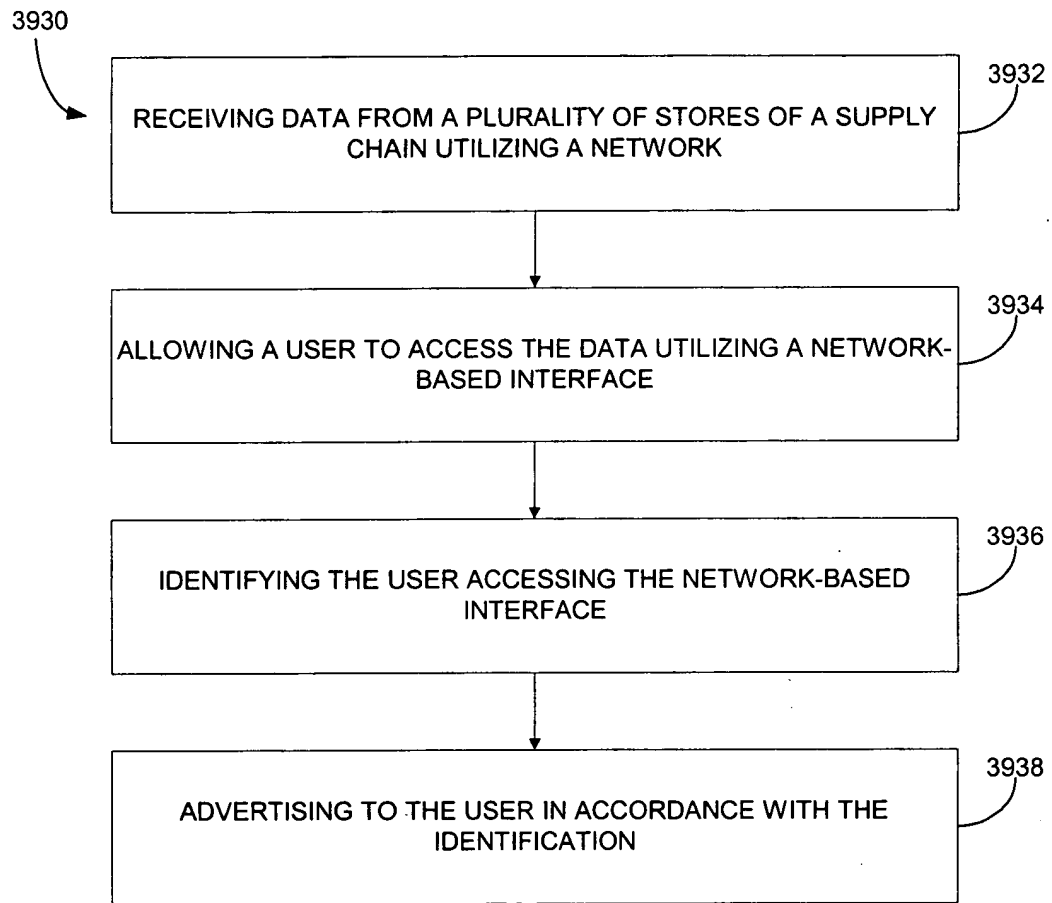 3930
3932
RECEIVING DATA FROM A PLURALITY OF STORES OF A SUPPLY
CHAIN UTILIZING A NETWORK
3934
ALLOWING A USER TO ACCESS THE DATA UTILIZING A NETWORK-
BASED INTERFACE
3936
IDENTIFYING THE USER ACCESSING THE NETWORK-BASED
INTERFACE
3938
ADVERTISING TO THE USER IN ACCORDANCE WITH THE
IDENTIFICATION